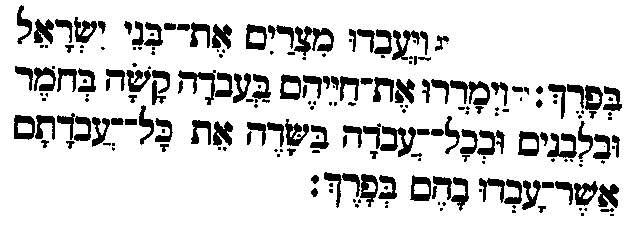 יג וַיַּעֲבִדוּ מִצְרַיִם אֶת־־בְּנֵי יִשְׂרָאֵל
בְּפָרֶךְ׃ יד וַיְמָרֲרוּ אֶת־חַיֵּיהֶם בַּעֲבֹדָה קָשָׁה בְּחֹמֶר
וּבִלְבֵנִים וּבְכָל־־עֲבֹדָה בַּשָּׂדֶה אֵת כָּל־־עֲבֹדָתָם
אֲשֶׁר־עָבְדוּ בָהֶם בְּפָרֶךְ׃